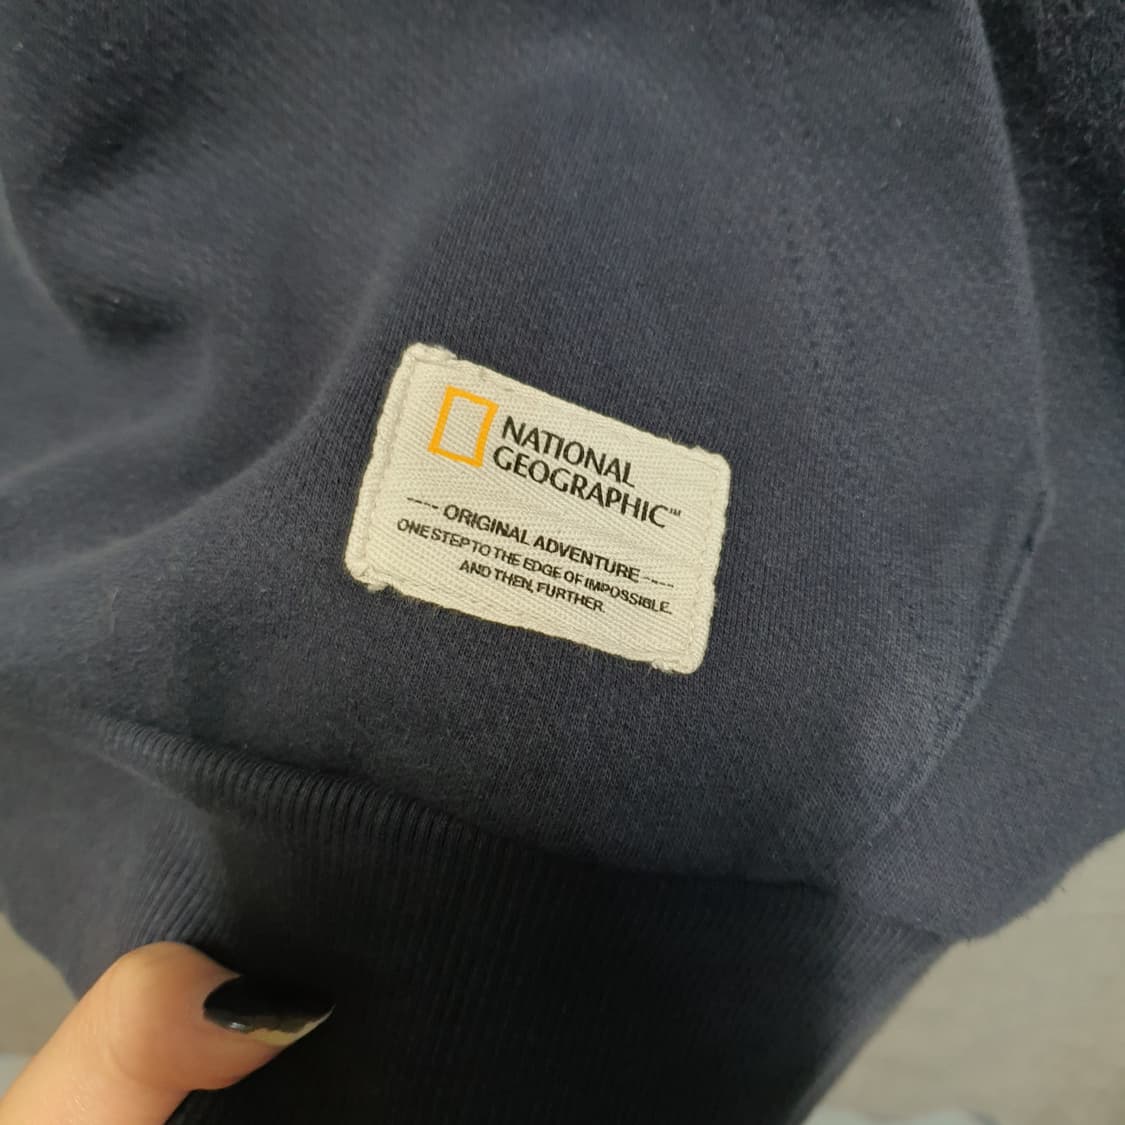 NATIONAL
GEOGRAPHIC™
---- ORIGINAL ADVENTURE ----
ONE STEP TO THE EDGE OF IMPOSSIBLE.
AND THEN, FURTHER.